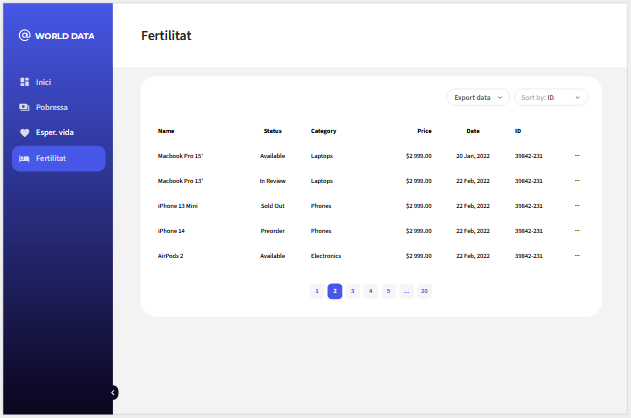 WORLD DATA
Inici
Pobressa
Esper. vida
Fertilitat
Fertilitat
Export data
Sort by: ID
Name Status Category Price Date ID
Macbook Pro 15' Available Laptops $2 999.00 20 Jan, 2022 39842-231 ...
Macbook Pro 13' In Review Laptops $2 999.00 22 Feb, 2022 39842-231 ...
iPhone 13 Mini Sold Out Phones $2 999.00 22 Feb, 2022 39842-231 ...
iPhone 14 Preorder Phones $2 999.00 22 Feb, 2022 39842-231 ...
AirPods 2 Available Electronics $2 999.00 22 Feb, 2022 39842-231 ...
1 2 3 4 5 ... 20